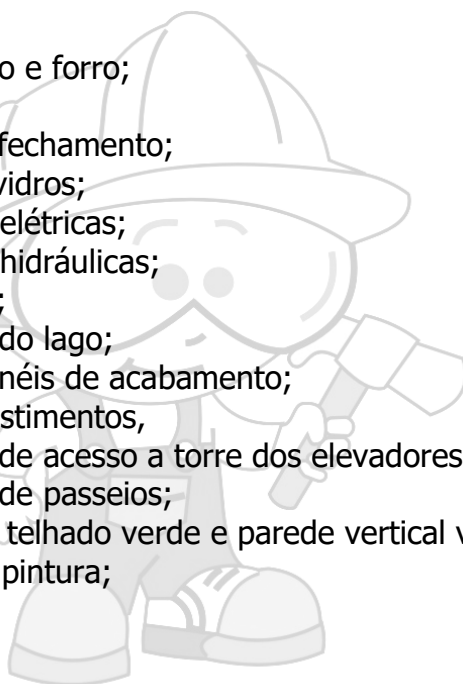 o e forro;
fechamento;
vidros;
elétricas;
hidráulicas;
;
do lago;
néis de acabamento;
stimentos,
de acesso a torre dos elevadores
de passeios;
telhado verde e parede vertical v
pintura;